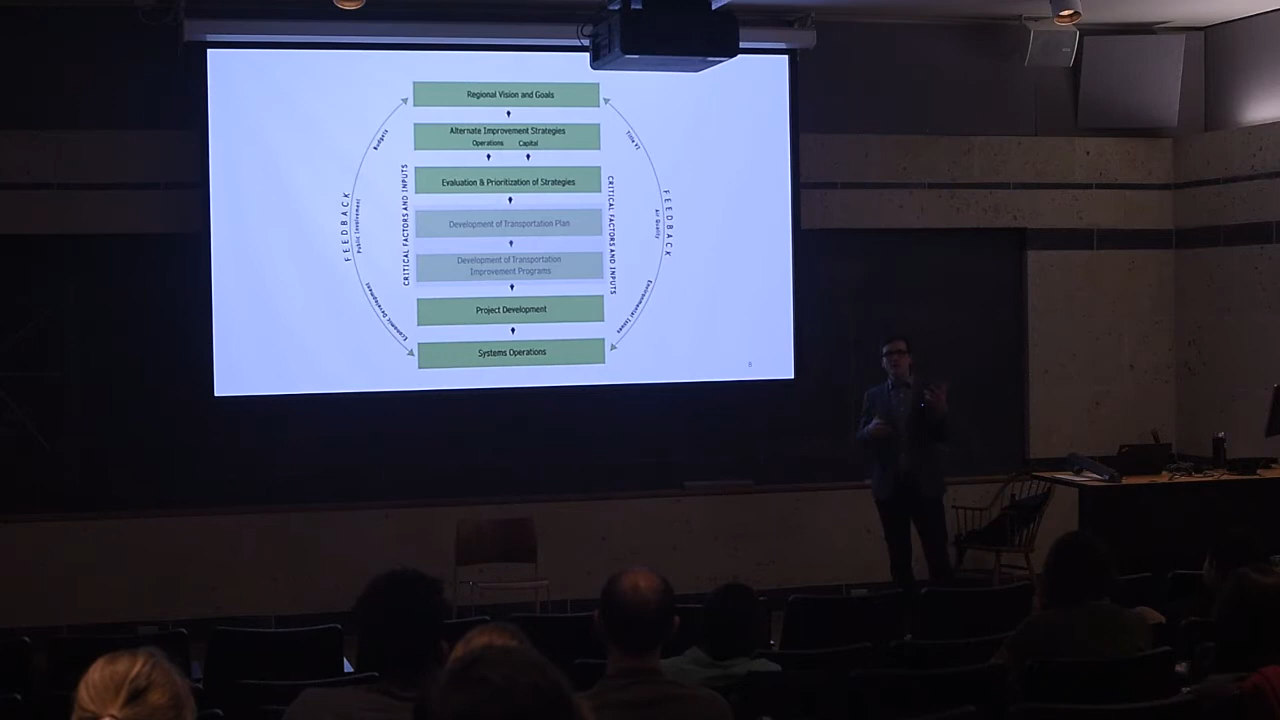 Regional Vision and Goals
Alternate Improvement Strategies
Operations Capital
Evaluation & Prioritization of Strategies
Development of Transportation Plan
Development of Transportation
Improvement Programs
Project Development
Systems Operations
FEEDBACK
Budgets
Public Involvement
Economic Development
CRITICAL FACTORS AND INPUTS
CRITICAL FACTORS AND INPUTS
Title VI
Air Quality
Environmental Issues
FEEDBACK